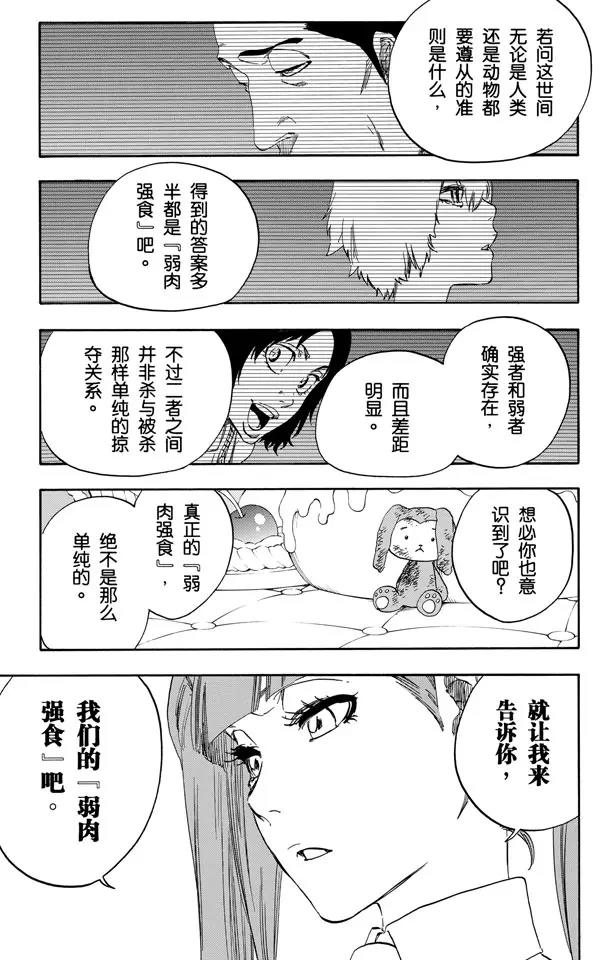 若问这世间
无论是人类
还是动物都
要遵从的准
则是什么，
得到的答案多
半都是『弱肉
强食』吧。
强者和弱者
确实存在，
而且差距
明显。
不过二者之间
并非杀与被杀
那样单纯的掠
夺关系。
想必你也意
识到了吧?
真正的『弱
肉强食』，
绝不是那么
单纯的。
就让我来
告诉你，
我们的『弱肉
强食』吧。